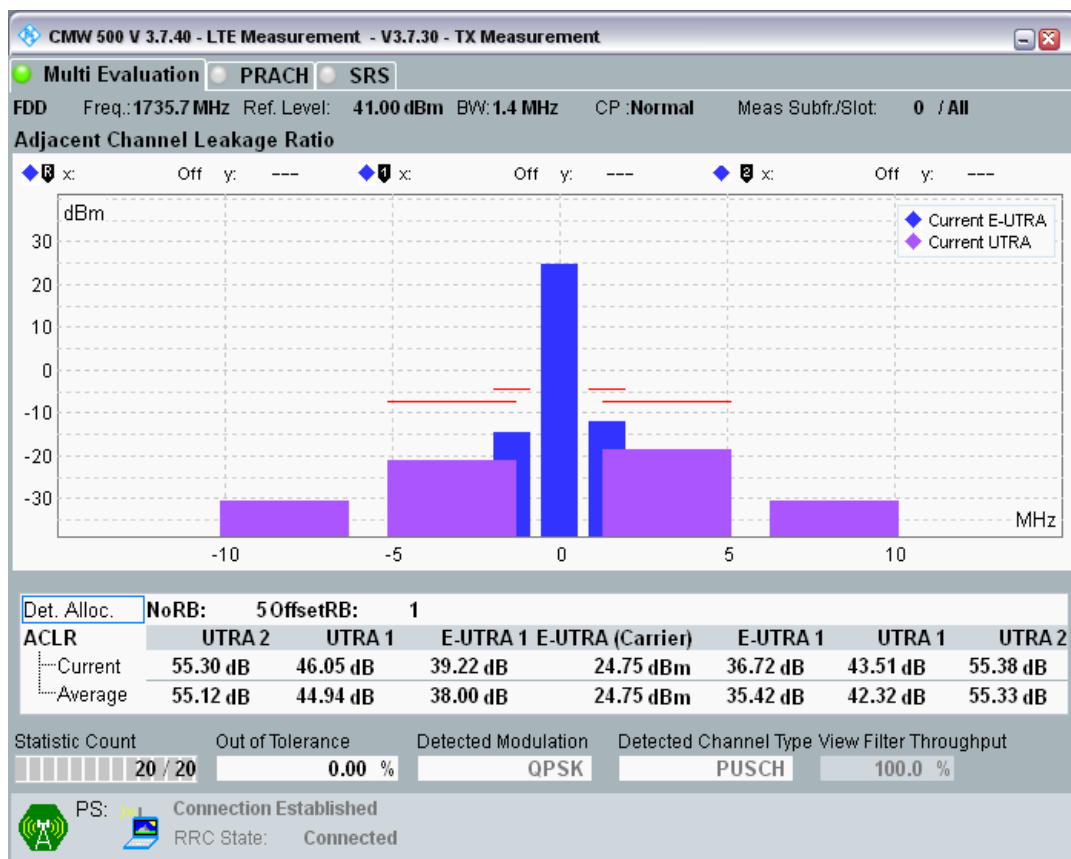 CMW 500 V 3.7.40 - LTE Measurement - V3.7.30 - TX Measurement
Multi Evaluation PRACH SRS
FDD Freq.: 1735.7 MHz Ref. Level: 41.00 dBm BW: 1.4 MHz CP :Normal Meas Subfr./Slot: 0 / All
Adjacent Channel Leakage Ratio
R x: Off y: --- 1 x: Off y: --- 2 x: Off y: ---
dBm
Current E-UTRA
Current UTRA
30
20
10
0
-10
-20
-30
MHz
-10 -5 0 5 10
Det. Alloc. NoRB: 5 OffsetRB: 1
ACLR UTRA 2 UTRA 1 E-UTRA 1 E-UTRA (Carrier) E-UTRA 1 UTRA 1 UTRA 2
Current 55.30 dB 46.05 dB 39.22 dB 24.75 dBm 36.72 dB 43.51 dB 55.38 dB
Average 55.12 dB 44.94 dB 38.00 dB 24.75 dBm 35.42 dB 42.32 dB 55.33 dB
Statistic Count Out of Tolerance Detected Modulation Detected Channel Type View Filter Throughput
20 / 20 0.00 % QPSK PUSCH 100.0 %
PS: Connection Established
RRC State: Connected